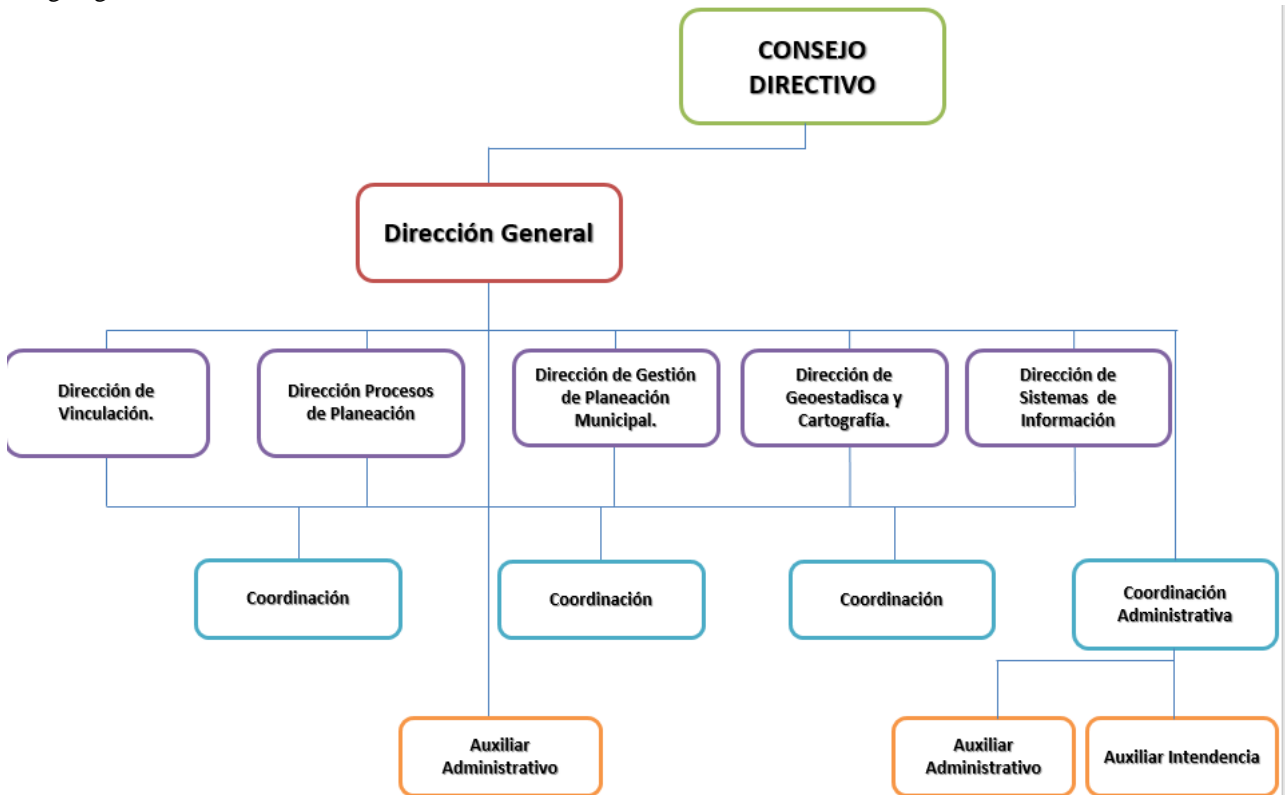 CONSEJO
DIRECTIVO
Dirección General
Dirección de
Vinculación.
Dirección Procesos
de Planeación
Dirección de Gestión
de Planeación
Municipal.
Dirección de
Geoestadisca y
Cartografía.
Dirección de
Sistemas de
Información
Coordinación
Coordinación
Coordinación
Coordinación
Administrativa
Auxiliar
Administrativo
Auxiliar
Administrativo
Auxiliar Intendencia